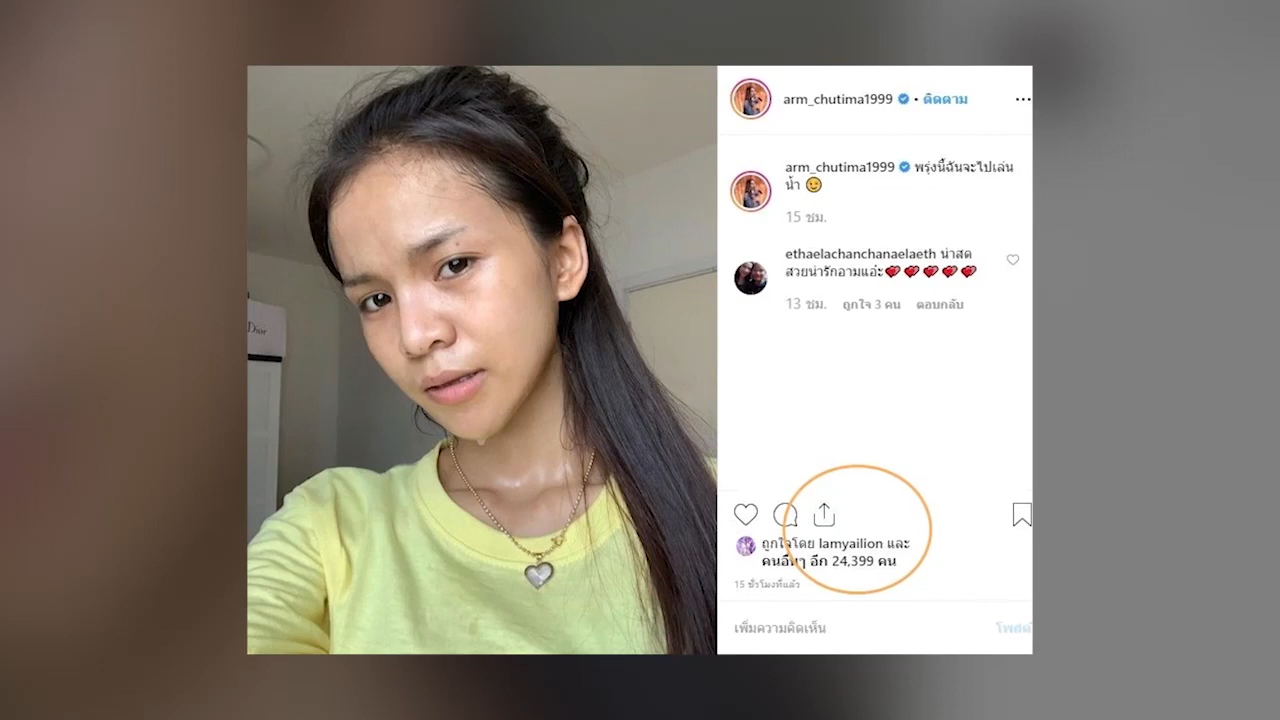 Dior
arm_chutima1999 • ติดตาม
arm_chutima1999 พรุ่งนี้ฉันจะไปเล่น
น้ำ 😉
15 ชม.
ethaelachanchanaelaeth น่าสด
สวยน่ารักอามแอ๋ะ💕💕💕💕💕
13 ชม. ถูกใจ 3 คน ตอบกลับ
ถูกใจโดย lamyailion และ
คนอื่นๆ อีก 24,399 คน
15 ชั่วโมงที่แล้ว
เพิ่มความคิดเห็น
โพสต์